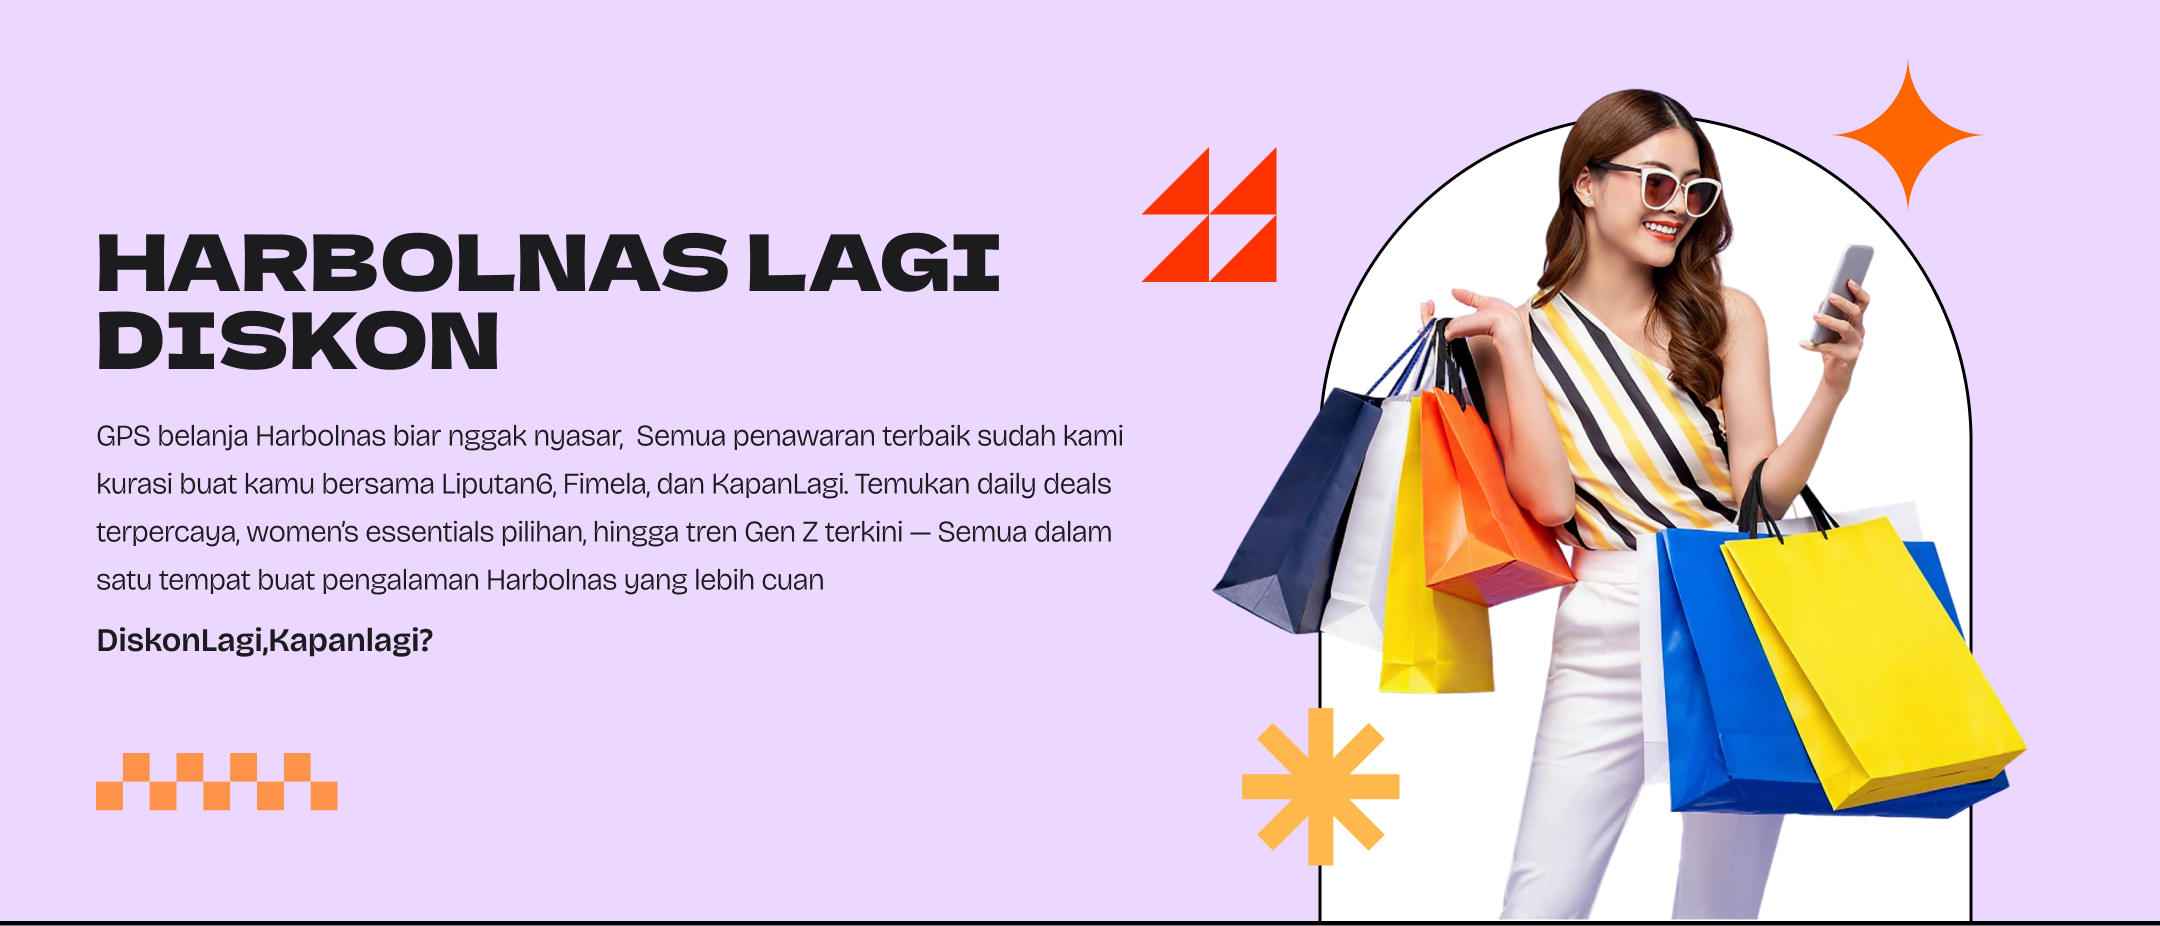 HARBOLNAS LAGI
DISKON
GPS belanja Harbolnas biar nggak nyasar,  Semua penawaran terbaik sudah kami
kurasi buat kamu bersama Liputan6, Fimela, dan KapanLagi. Temukan daily deals
terpercaya, women’s essentials pilihan, hingga tren Gen Z terkini — Semua dalam
satu tempat buat pengalaman Harbolnas yang lebih cuan
DiskonLagi,Kapanlagi?